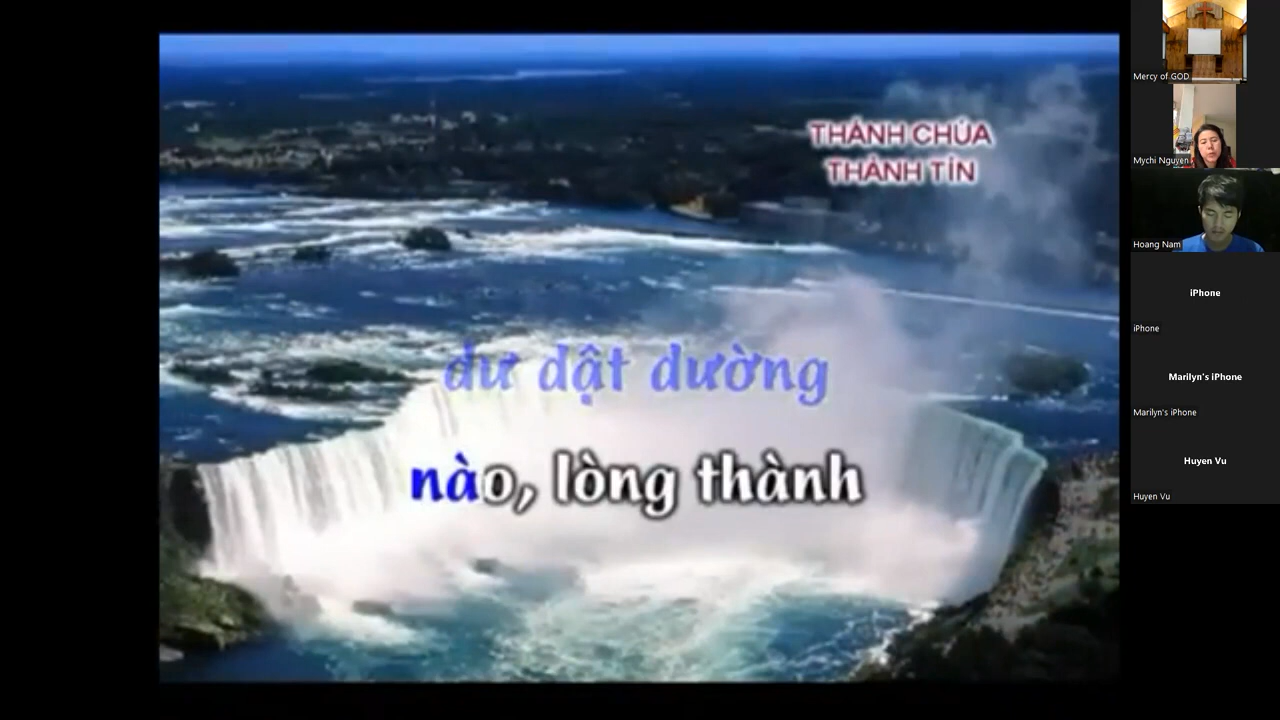 THÀNH CHÚA
THÀNH TÍN
dư dật dường
nào, lòng thành
Mercy of GOD
Mychi Nguyen
Hoang Nam
iPhone
iPhone
Marilyn's iPhone
Marilyn's iPhone
Huyen Vu
Huyen Vu